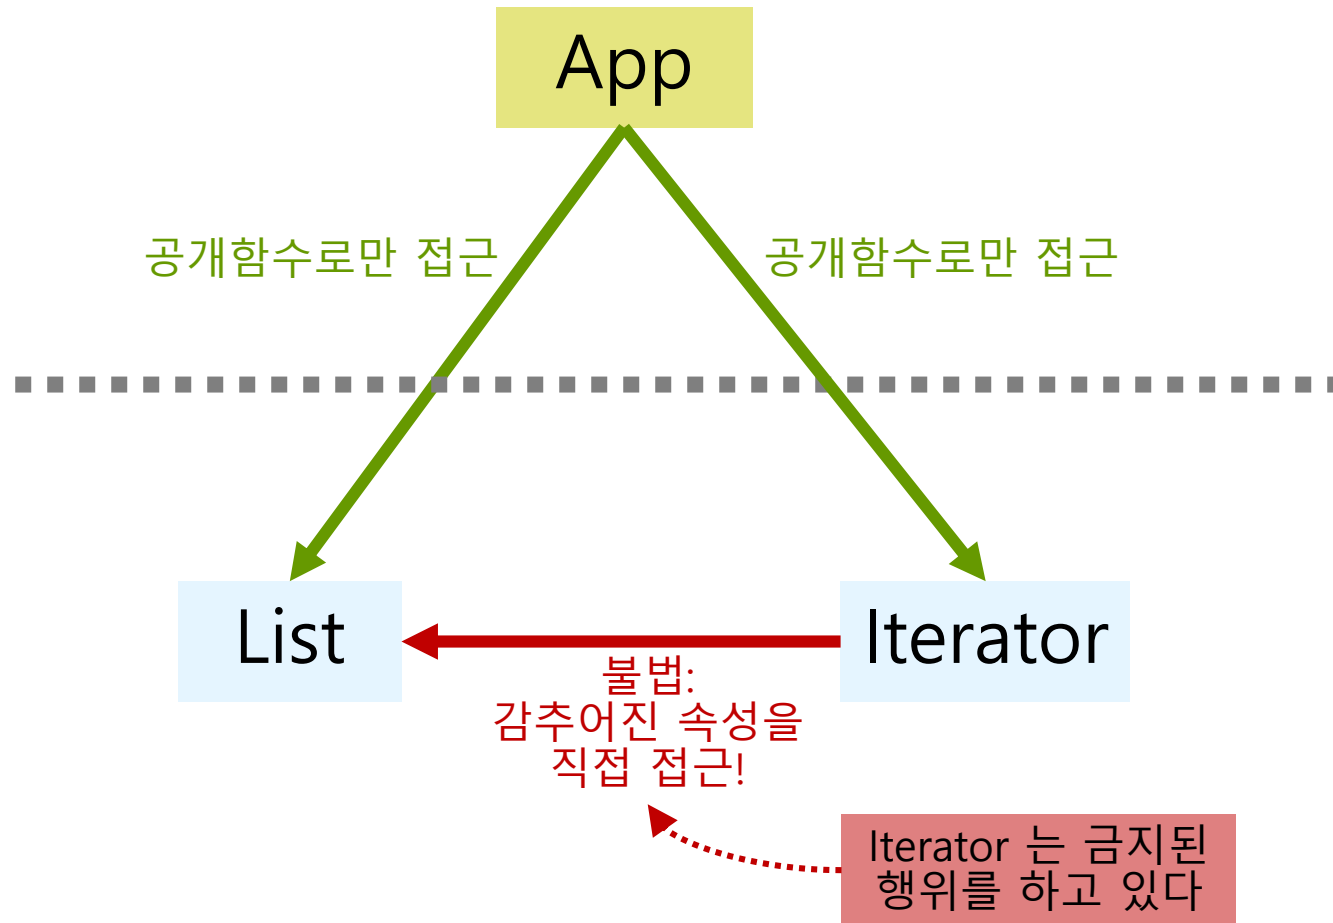 App
공개함수로만 접근
공개함수로만 접근
List
Iterator
불법:
감추어진 속성을
직접 접근!
Iterator 는 금지된
행위를 하고 있다